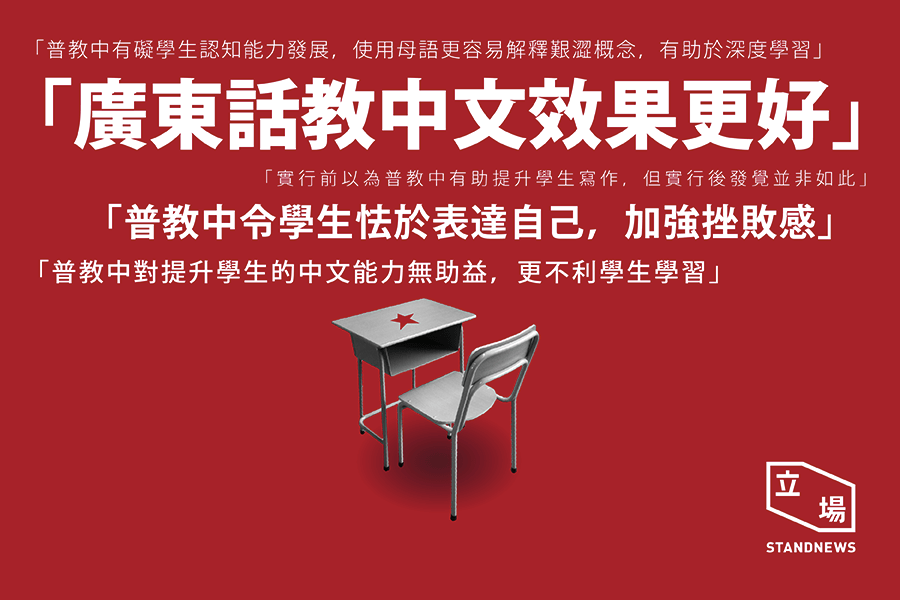 「普教中有礙學生認知能力發展，使用母語更容易解釋艱澀概念，有助於深度學習」
「廣東話教中文效果更好」
「實行前以為普教中有助提升學生寫作，但實行後發覺並非如此」
「普教中令學生怯於表達自己，加強挫敗感」
「普教中對提升學生的中文能力無助益，更不利學生學習」
立
場
STANDNEWS